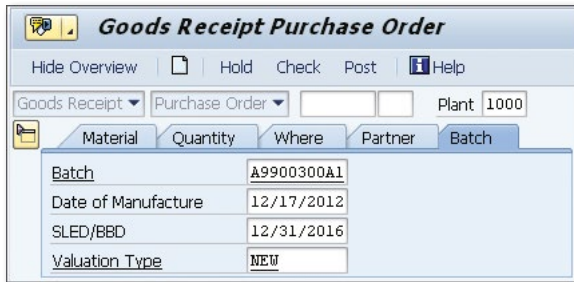 Goods Receipt Purchase Order
Hide Overview Hold Check Post Help
Goods Receipt Purchase Order Plant 1000
Material Quantity Where Partner Batch
Batch A9900300A1
Date of Manufacture 12/17/2012
SLED/BBD 12/31/2016
Valuation Type NEW